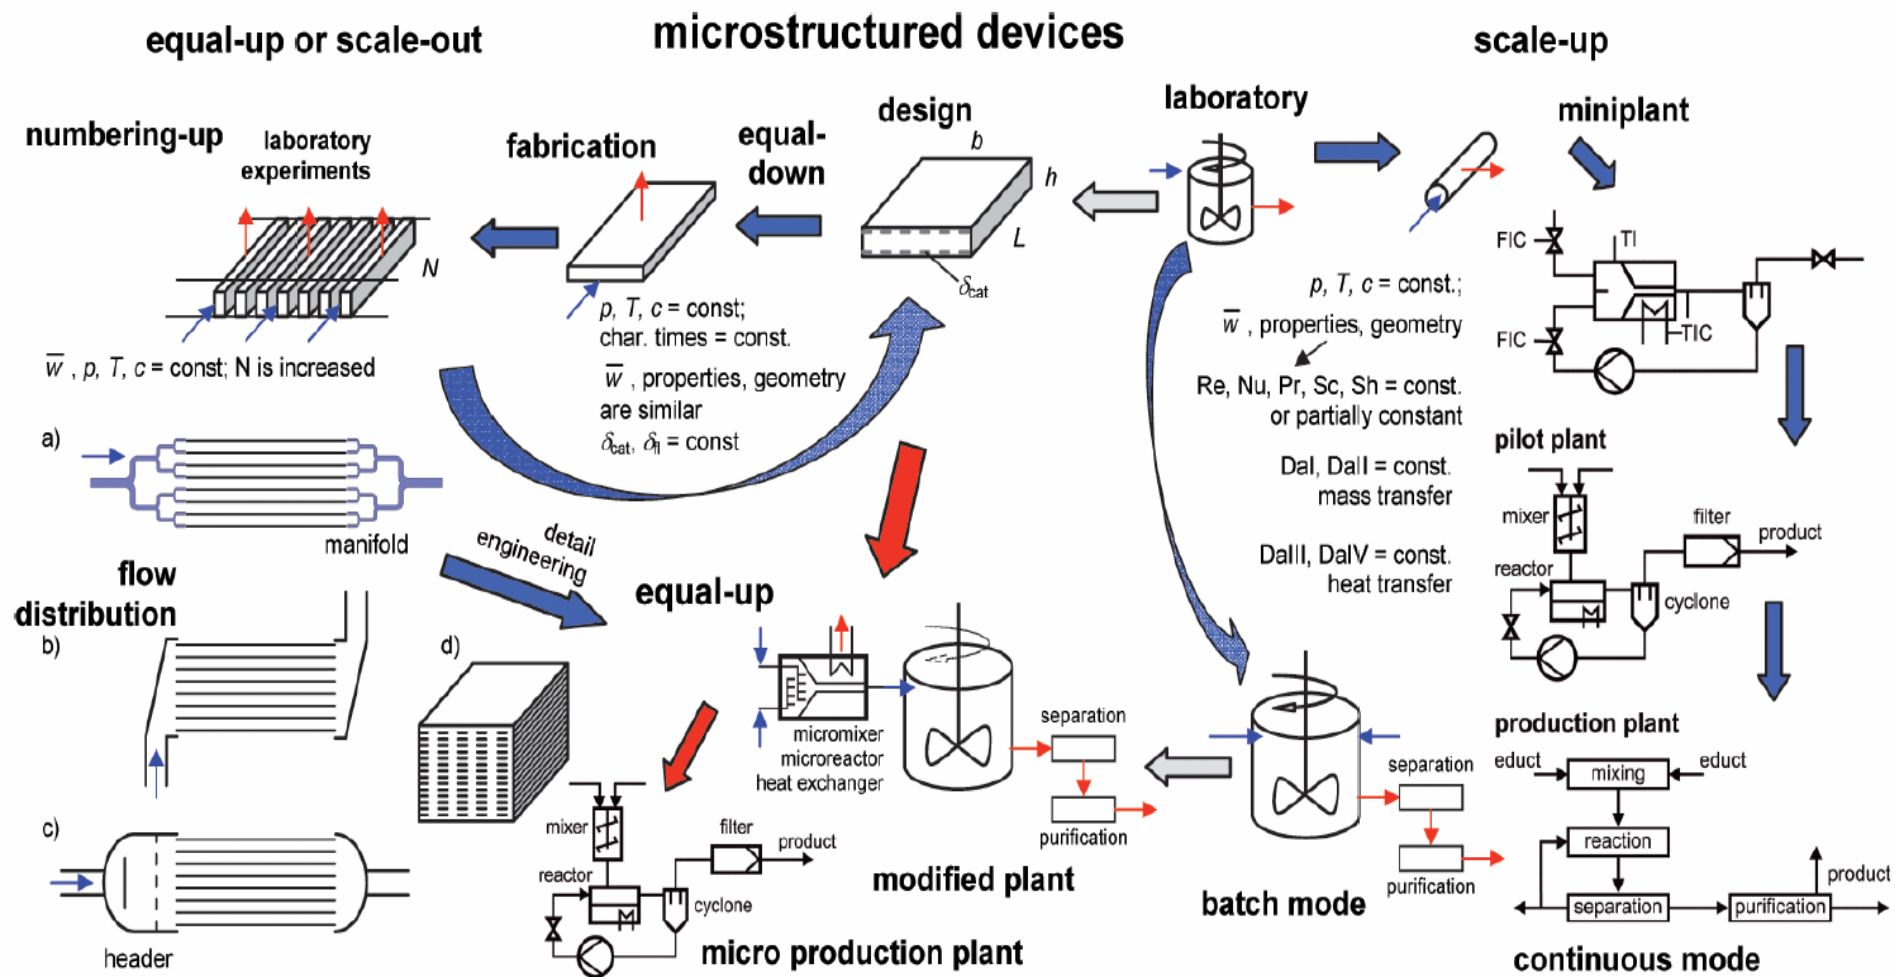 microstructured devices
equal-up or scale-out
scale-up
numbering-up
laboratory
experiments
N
w̅ , p, T, c = const; N is increased
fabrication
p, T, c = const;
char. times = const.
w̅ , properties, geometry
are similar
δcat, δfl = const
equal-
down
design
b
h
L
δcat
laboratory
miniplant
FIC
TI
FIC
TIC
p, T, c = const.;
w̅ , properties, geometry
Re, Nu, Pr, Sc, Sh = const.
or partially constant
DaI, DaII = const.
mass transfer
DaIII, DaIV = const.
heat transfer
pilot plant
mixer
filter
product
reactor
cyclone
a)
manifold
flow
distribution
b)
c)
header
detail
engineering
d)
equal-up
micromixer
microreactor
heat exchanger
separation
purification
modified plant
mixer
filter
product
reactor
cyclone
micro production plant
separation
purification
batch mode
production plant
educt
mixing
educt
reaction
product
separation
purification
continuous mode